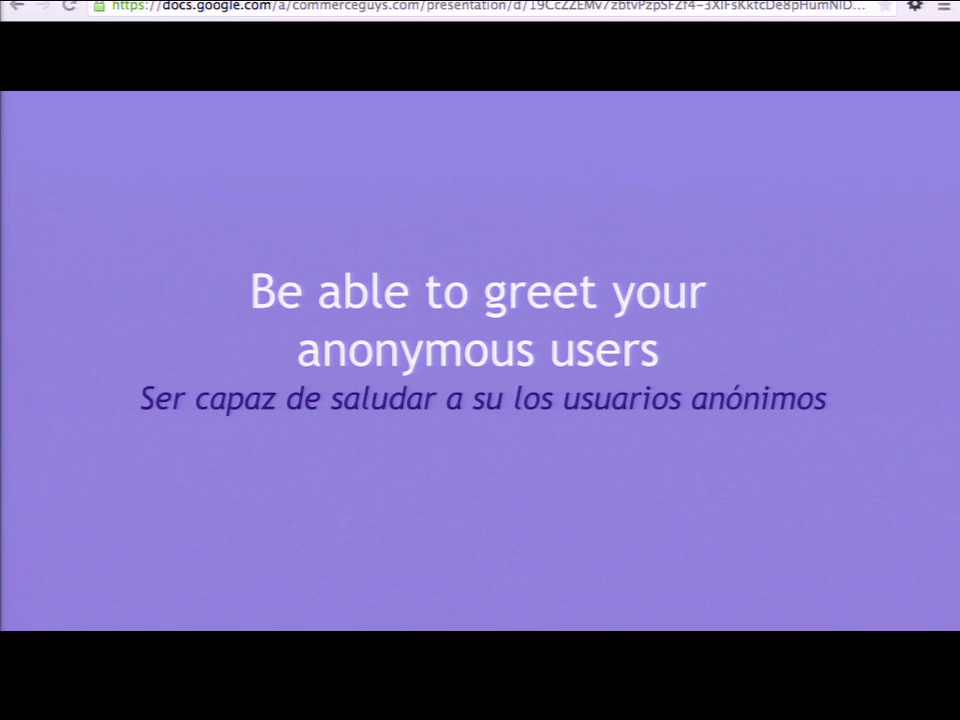 Be able to greet your
anonymous users
Ser capaz de saludar a su los usuarios anónimos